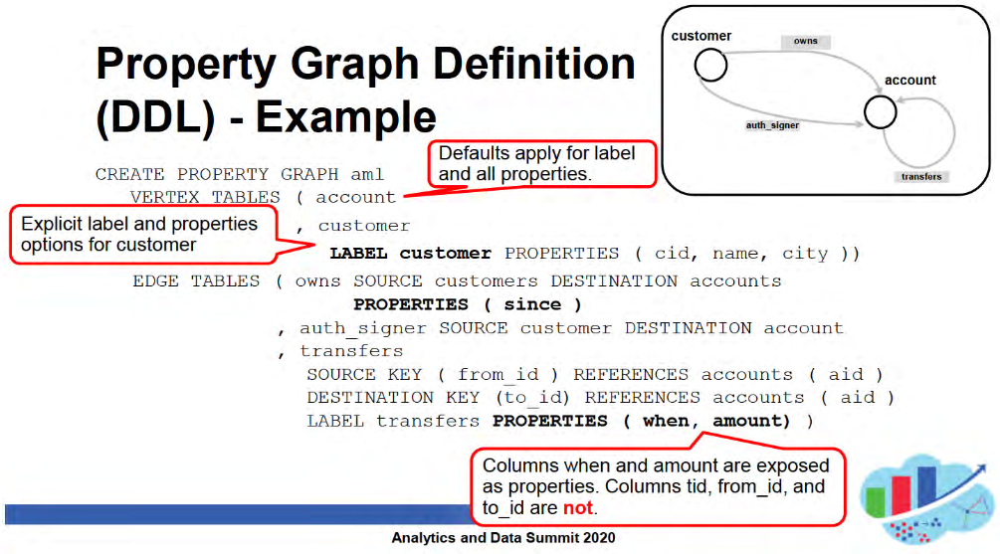 Property Graph Definition
(DDL) - Example
customer
owns
account
auth_signer
transfers
Defaults apply for label
and all properties.
CREATE PROPERTY GRAPH aml
VERTEX TABLES ( account
, customer
Explicit label and properties
options for customer
LABEL customer PROPERTIES ( cid, name, city ))
EDGE TABLES ( owns SOURCE customers DESTINATION accounts
PROPERTIES ( since )
, auth_signer SOURCE customer DESTINATION account
, transfers
SOURCE KEY ( from_id ) REFERENCES accounts ( aid )
DESTINATION KEY (to_id) REFERENCES accounts ( aid )
LABEL transfers PROPERTIES ( when, amount) )
Columns when and amount are exposed
as properties. Columns tid, from_id, and
to_id are not.
Analytics and Data Summit 2020